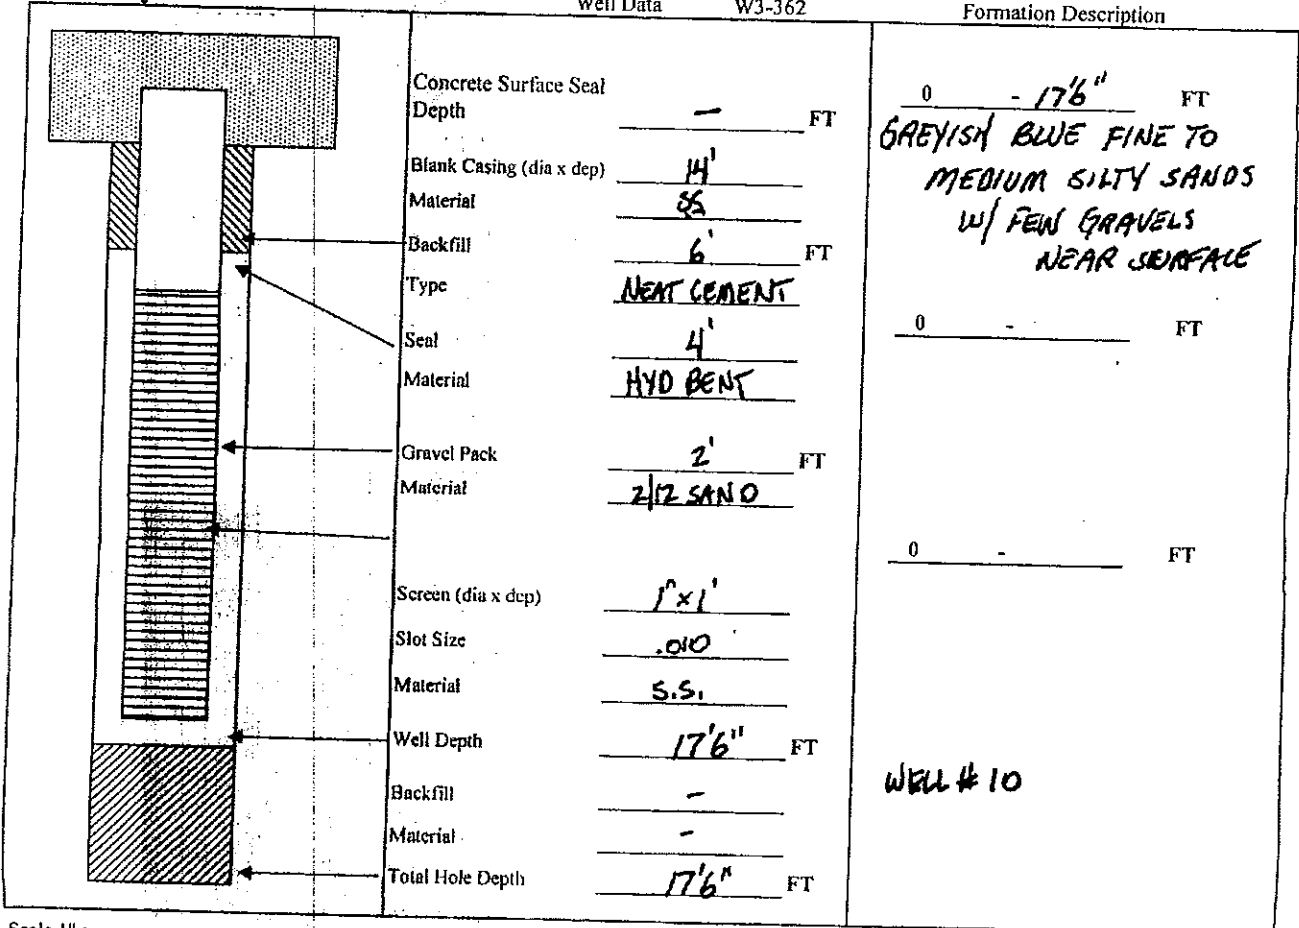 Well Data W3-362 Formation Description
Concrete Surface Seal
Depth - FT
Blank Casing (dia x dep) 14'
Material SS
Backfill 6' FT
Type NEAT CEMENT
Seal 4'
Material HYD BENT
Gravel Pack 2' FT
Material 2/12 SAND
Screen (dia x dep) 1" x 1'
Slot Size .010
Material S.S.
Well Depth 17'6" FT
Backfill -
Material -
Total Hole Depth 17'6" FT
0 - 17'6" FT
GREYISH BLUE FINE TO
MEDIUM SILTY SANDS
W/ FEW GRAVELS
NEAR SURFACE
0 - FT
0 - FT
WELL # 10